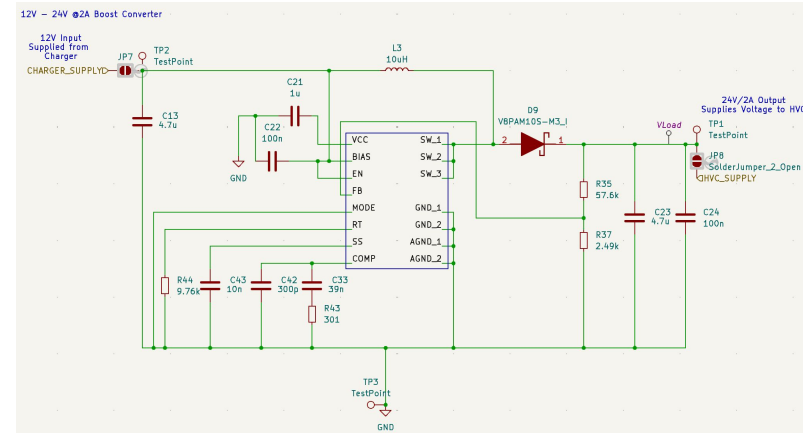 12V - 24V @2A Boost Converter
12V Input
Supplied from
Charger
JP7
TP2
TestPoint
CHARGER_SUPPLY
L3
10uH
C21
1u
C13
4.7u
C22
100n
GND
VCC
BIAS
EN
FB
MODE
RT
SS
COMP
SW_1
SW_2
SW_3
GND_1
GND_2
AGND_1
AGND_2
D9
VBPAM10S-M3_I
2
1
24V/2A Output
Supplies Voltage to HVC
VLoad
TP1
TestPoint
JP8
SolderJumper_2_Open
HVC_SUPPLY
R35
57.6k
R37
2.49k
C23
4.7u
C24
100n
R44
9.76k
C43
10n
C42
300p
C33
39n
R43
301
TP3
TestPoint
GND